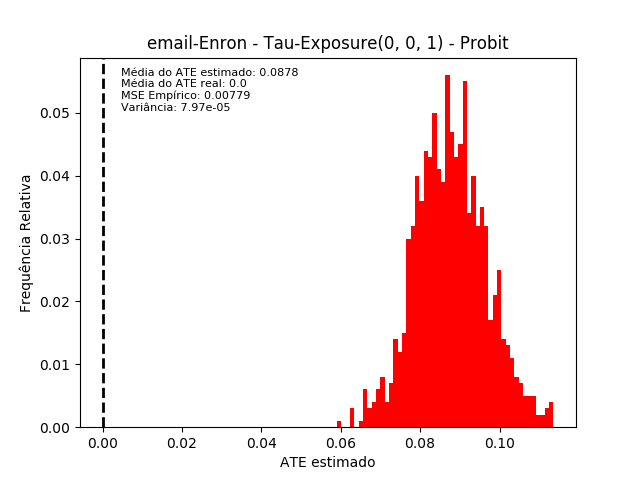 email-Enron - Tau-Exposure(0, 0, 1) - Probit
Média do ATE estimado: 0.0878
Média do ATE real: 0.0
MSE Empírico: 0.00779
Variância: 7.97e-05
Frequência Relativa
0.05
0.04
0.03
0.02
0.01
0.00
0.00 0.02 0.04 0.06 0.08 0.10
ATE estimado